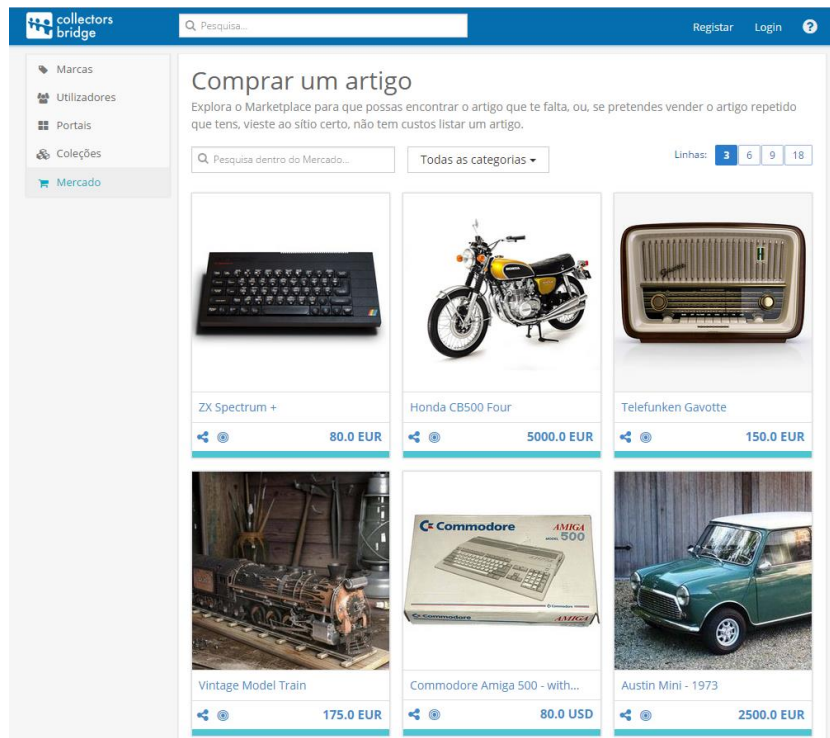 collectors
bridge
Pesquisa...
Registar
Login
?
Marcas
Utilizadores
Portais
Coleções
Mercado
Comprar um artigo
Explora o Marketplace para que possas encontrar o artigo que te falta, ou, se pretendes vender o artigo repetido
que tens, vieste ao sítio certo, não tem custos listar um artigo.
Pesquisa dentro do Mercado...
Todas as categorias
Linhas: 3 6 9 18
ZX Spectrum +
80.0 EUR
Honda CB500 Four
5000.0 EUR
Telefunken Gavotte
150.0 EUR
Commodore
AMIGA
MODEL 500
Commodore
AMIGA
Vintage Model Train
175.0 EUR
Commodore Amiga 500 - with...
80.0 USD
Austin Mini - 1973
2500.0 EUR